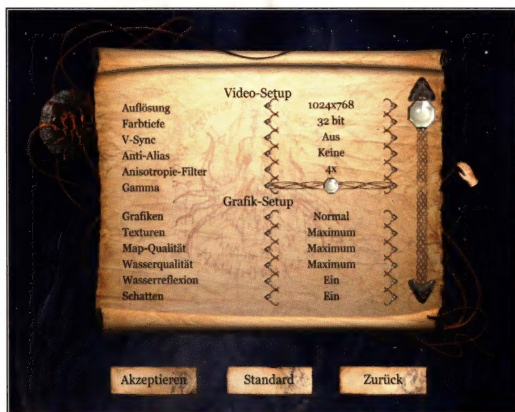 Video-Setup
Auflösung 1024x768
Farbtiefe 32 bit
V-Sync Aus
Anti-Alias Keine
Anisotropie-Filter 4x
Gamma
Grafik-Setup
Grafiken Normal
Texturen Maximum
Map-Qualität Maximum
Wasserqualität Maximum
Wasserreflexion Ein
Schatten Ein
Akzeptieren Standard Zurück